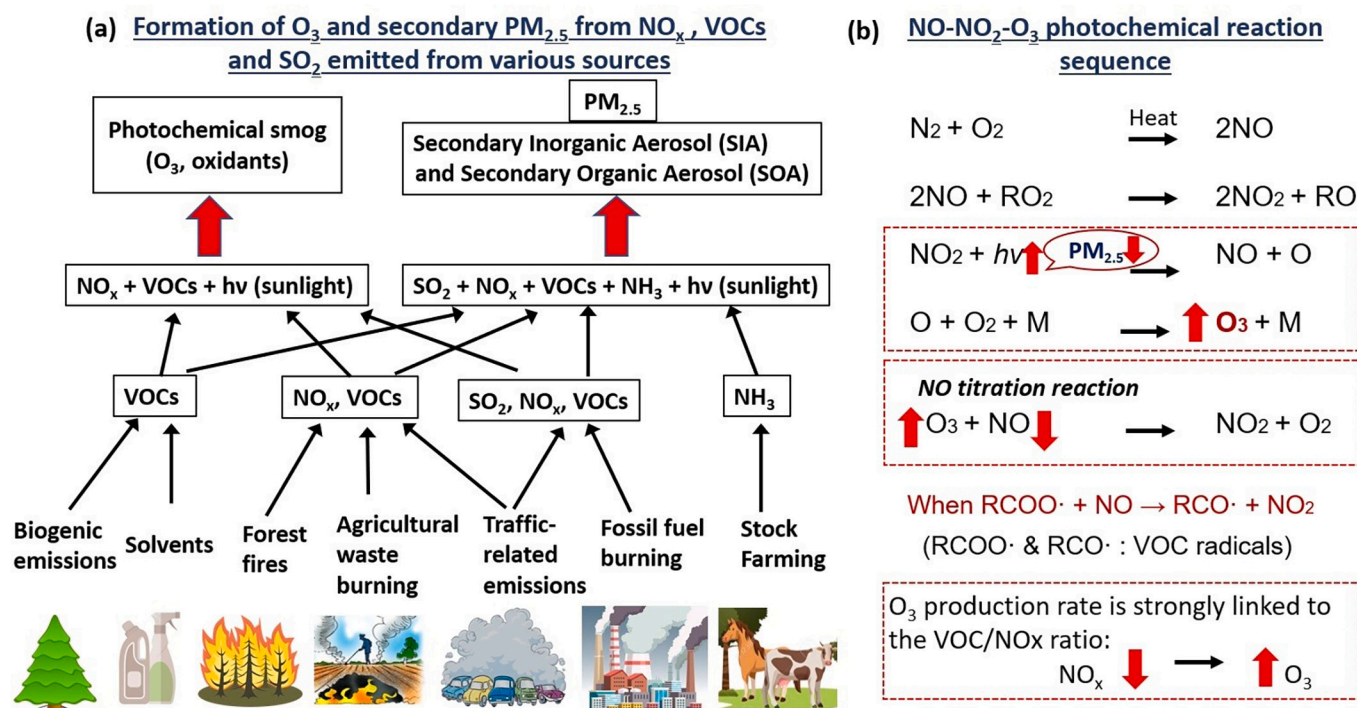 (a) Formation of O₃ and secondary PM₂.₅ from NOₓ , VOCs
and SO₂ emitted from various sources
Photochemical smog
(O₃, oxidants)
PM₂.₅
Secondary Inorganic Aerosol (SIA)
and Secondary Organic Aerosol (SOA)
NOₓ + VOCs + hν (sunlight)
SO₂ + NOₓ + VOCs + NH₃ + hν (sunlight)
VOCs
NOₓ, VOCs
SO₂, NOₓ, VOCs
NH₃
Biogenic
emissions
Solvents
Forest
fires
Agricultural
waste
burning
Traffic-
related
emissions
Fossil fuel
burning
Stock
Farming
(b) NO-NO₂-O₃ photochemical reaction
sequence
N₂ + O₂ Heat → 2NO
2NO + RO₂ → 2NO₂ + RO
NO₂ + hν ⬆ PM₂.₅ ⬇ → NO + O
O + O₂ + M → ⬆ O₃ + M
NO titration reaction
⬆ O₃ + NO ⬇ → NO₂ + O₂
When RCOO· + NO → RCO· + NO₂
(RCOO· & RCO· : VOC radicals)
O₃ production rate is strongly linked to
the VOC/NOx ratio:
NOₓ ⬇ → ⬆ O₃